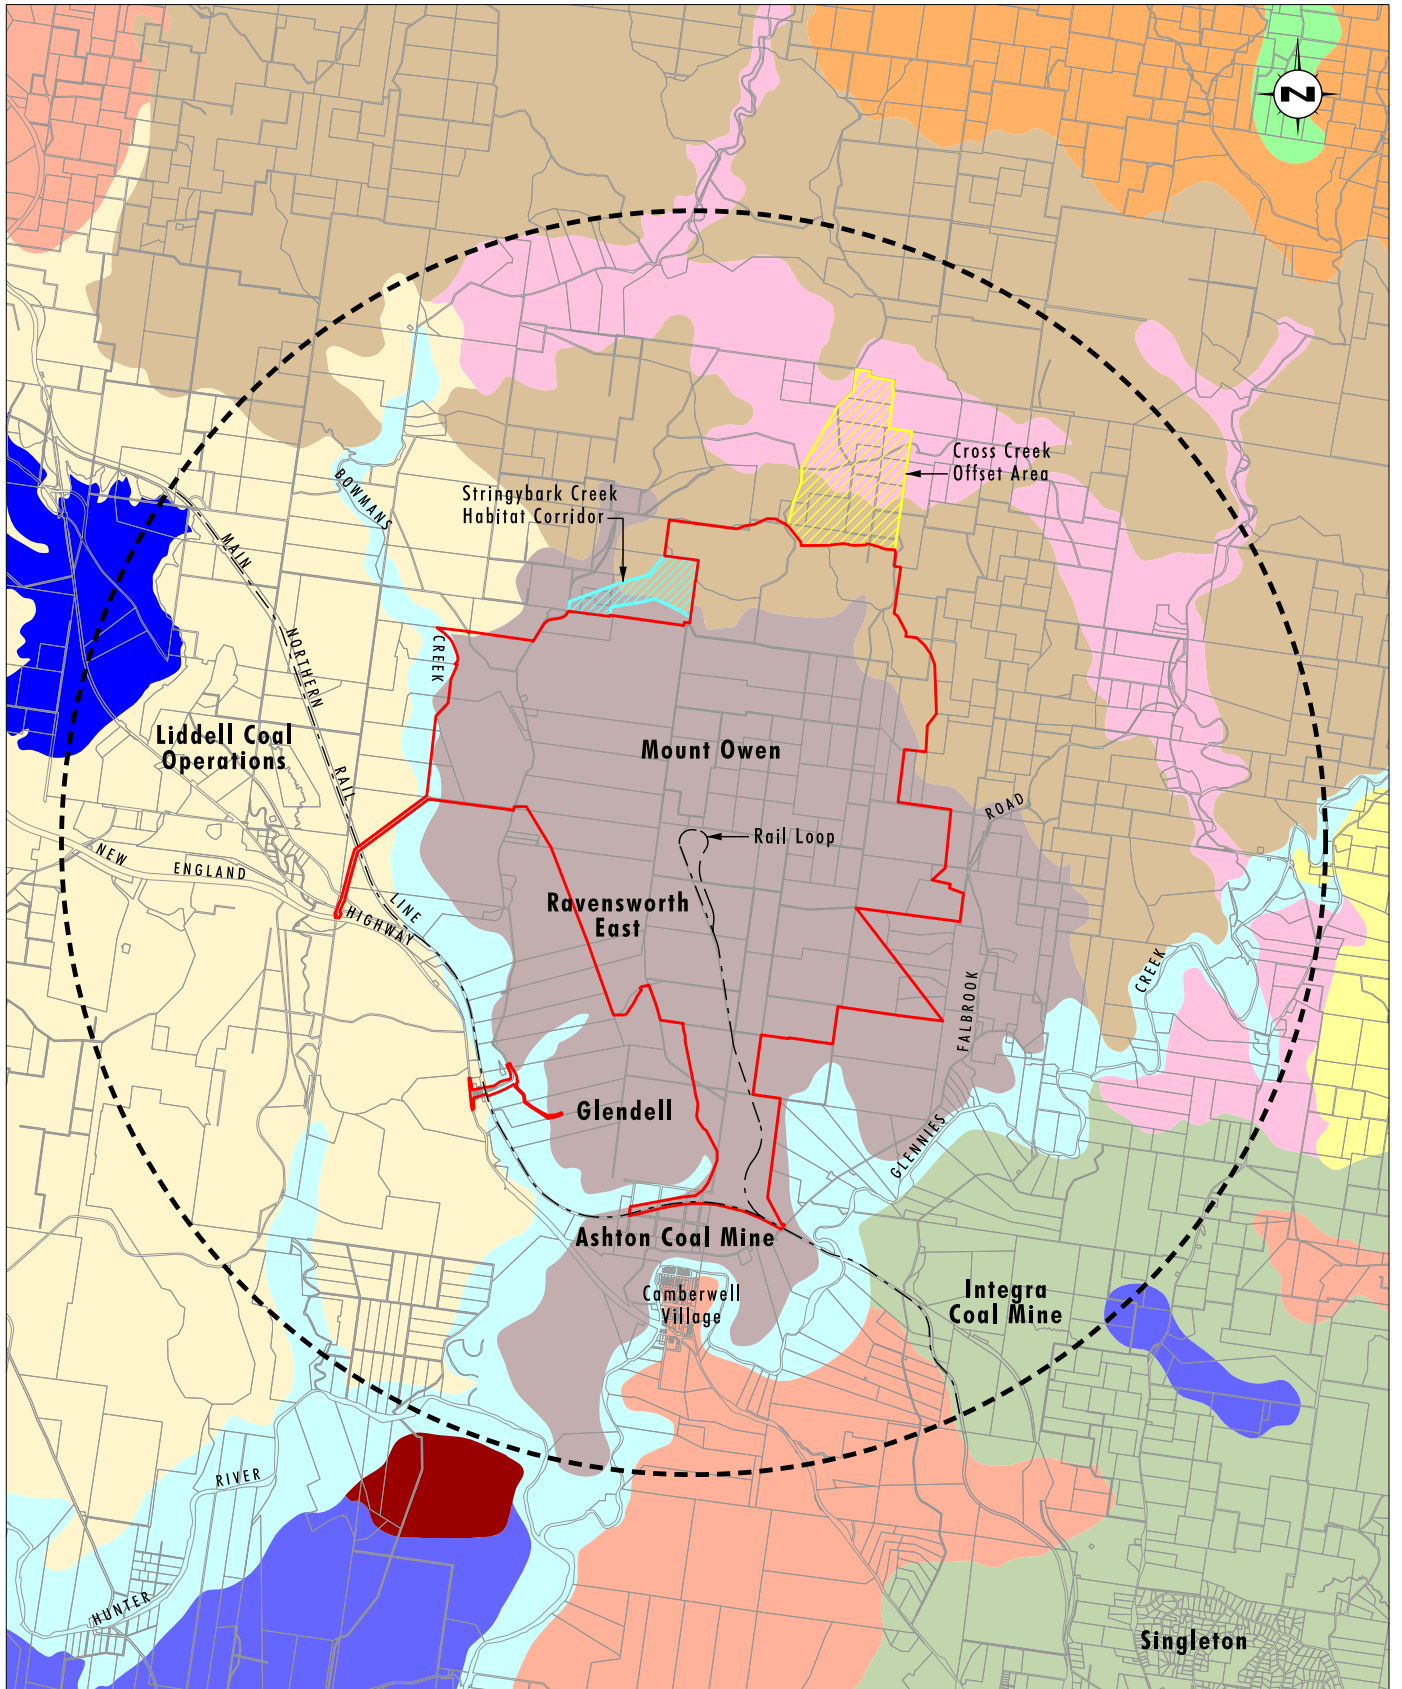 N
Cross Creek
Offset Area
Stringybark Creek
Habitat Corridor
BOWMANS
CREEK
MAIN
NORTHERN
RAIL
LINE
Liddell Coal
Operations
Mount Owen
ROAD
Rail Loop
NEW
ENGLAND
HIGHWAY
Ravensworth
East
CREEK
FALBROOK
Glendell
GLENNIES
Ashton Coal Mine
Camberwell
Village
Integra
Coal Mine
RIVER
HUNTER
Singleton